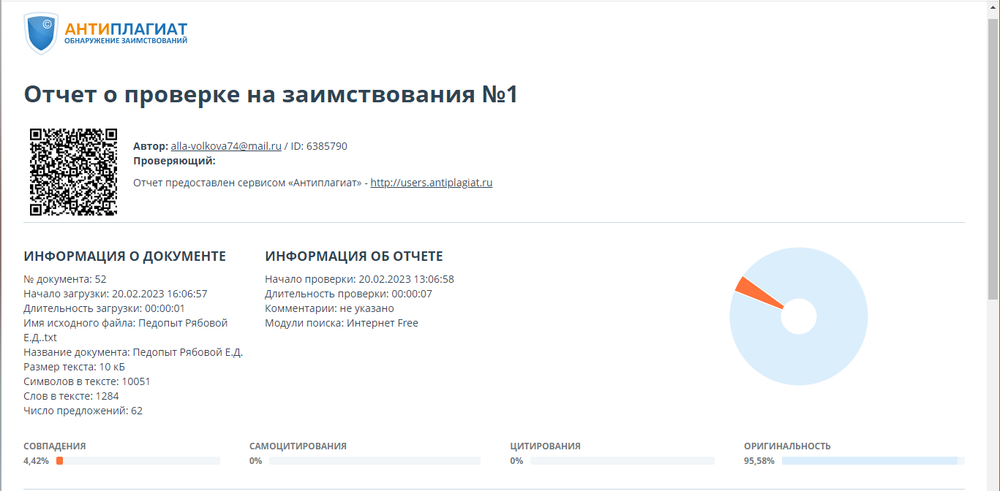 ©
АНТИПЛАГИАТ
ОБНАРУЖЕНИЕ ЗАИМСТВОВАНИЙ
Отчет о проверке на заимствования №1
Автор: alla-volkova74@mail.ru / ID: 6385790
Проверяющий:
Отчет предоставлен сервисом «Антиплагиат» - http://users.antiplagiat.ru
ИНФОРМАЦИЯ О ДОКУМЕНТЕ
№ документа: 52
Начало загрузки: 20.02.2023 16:06:57
Длительность загрузки: 00:00:01
Имя исходного файла: Педопыт Рябовой
Е.Д..txt
Название документа: Педопыт Рябовой Е.Д.
Размер текста: 10 кБ
Символов в тексте: 10051
Слов в тексте: 1284
Число предложений: 62
ИНФОРМАЦИЯ ОБ ОТЧЕТЕ
Начало проверки: 20.02.2023 13:06:58
Длительность проверки: 00:00:07
Комментарии: не указано
Модули поиска: Интернет Free
СОВПАДЕНИЯ
4,42%
САМОЦИТИРОВАНИЯ
0%
ЦИТИРОВАНИЯ
0%
ОРИГИНАЛЬНОСТЬ
95,58%